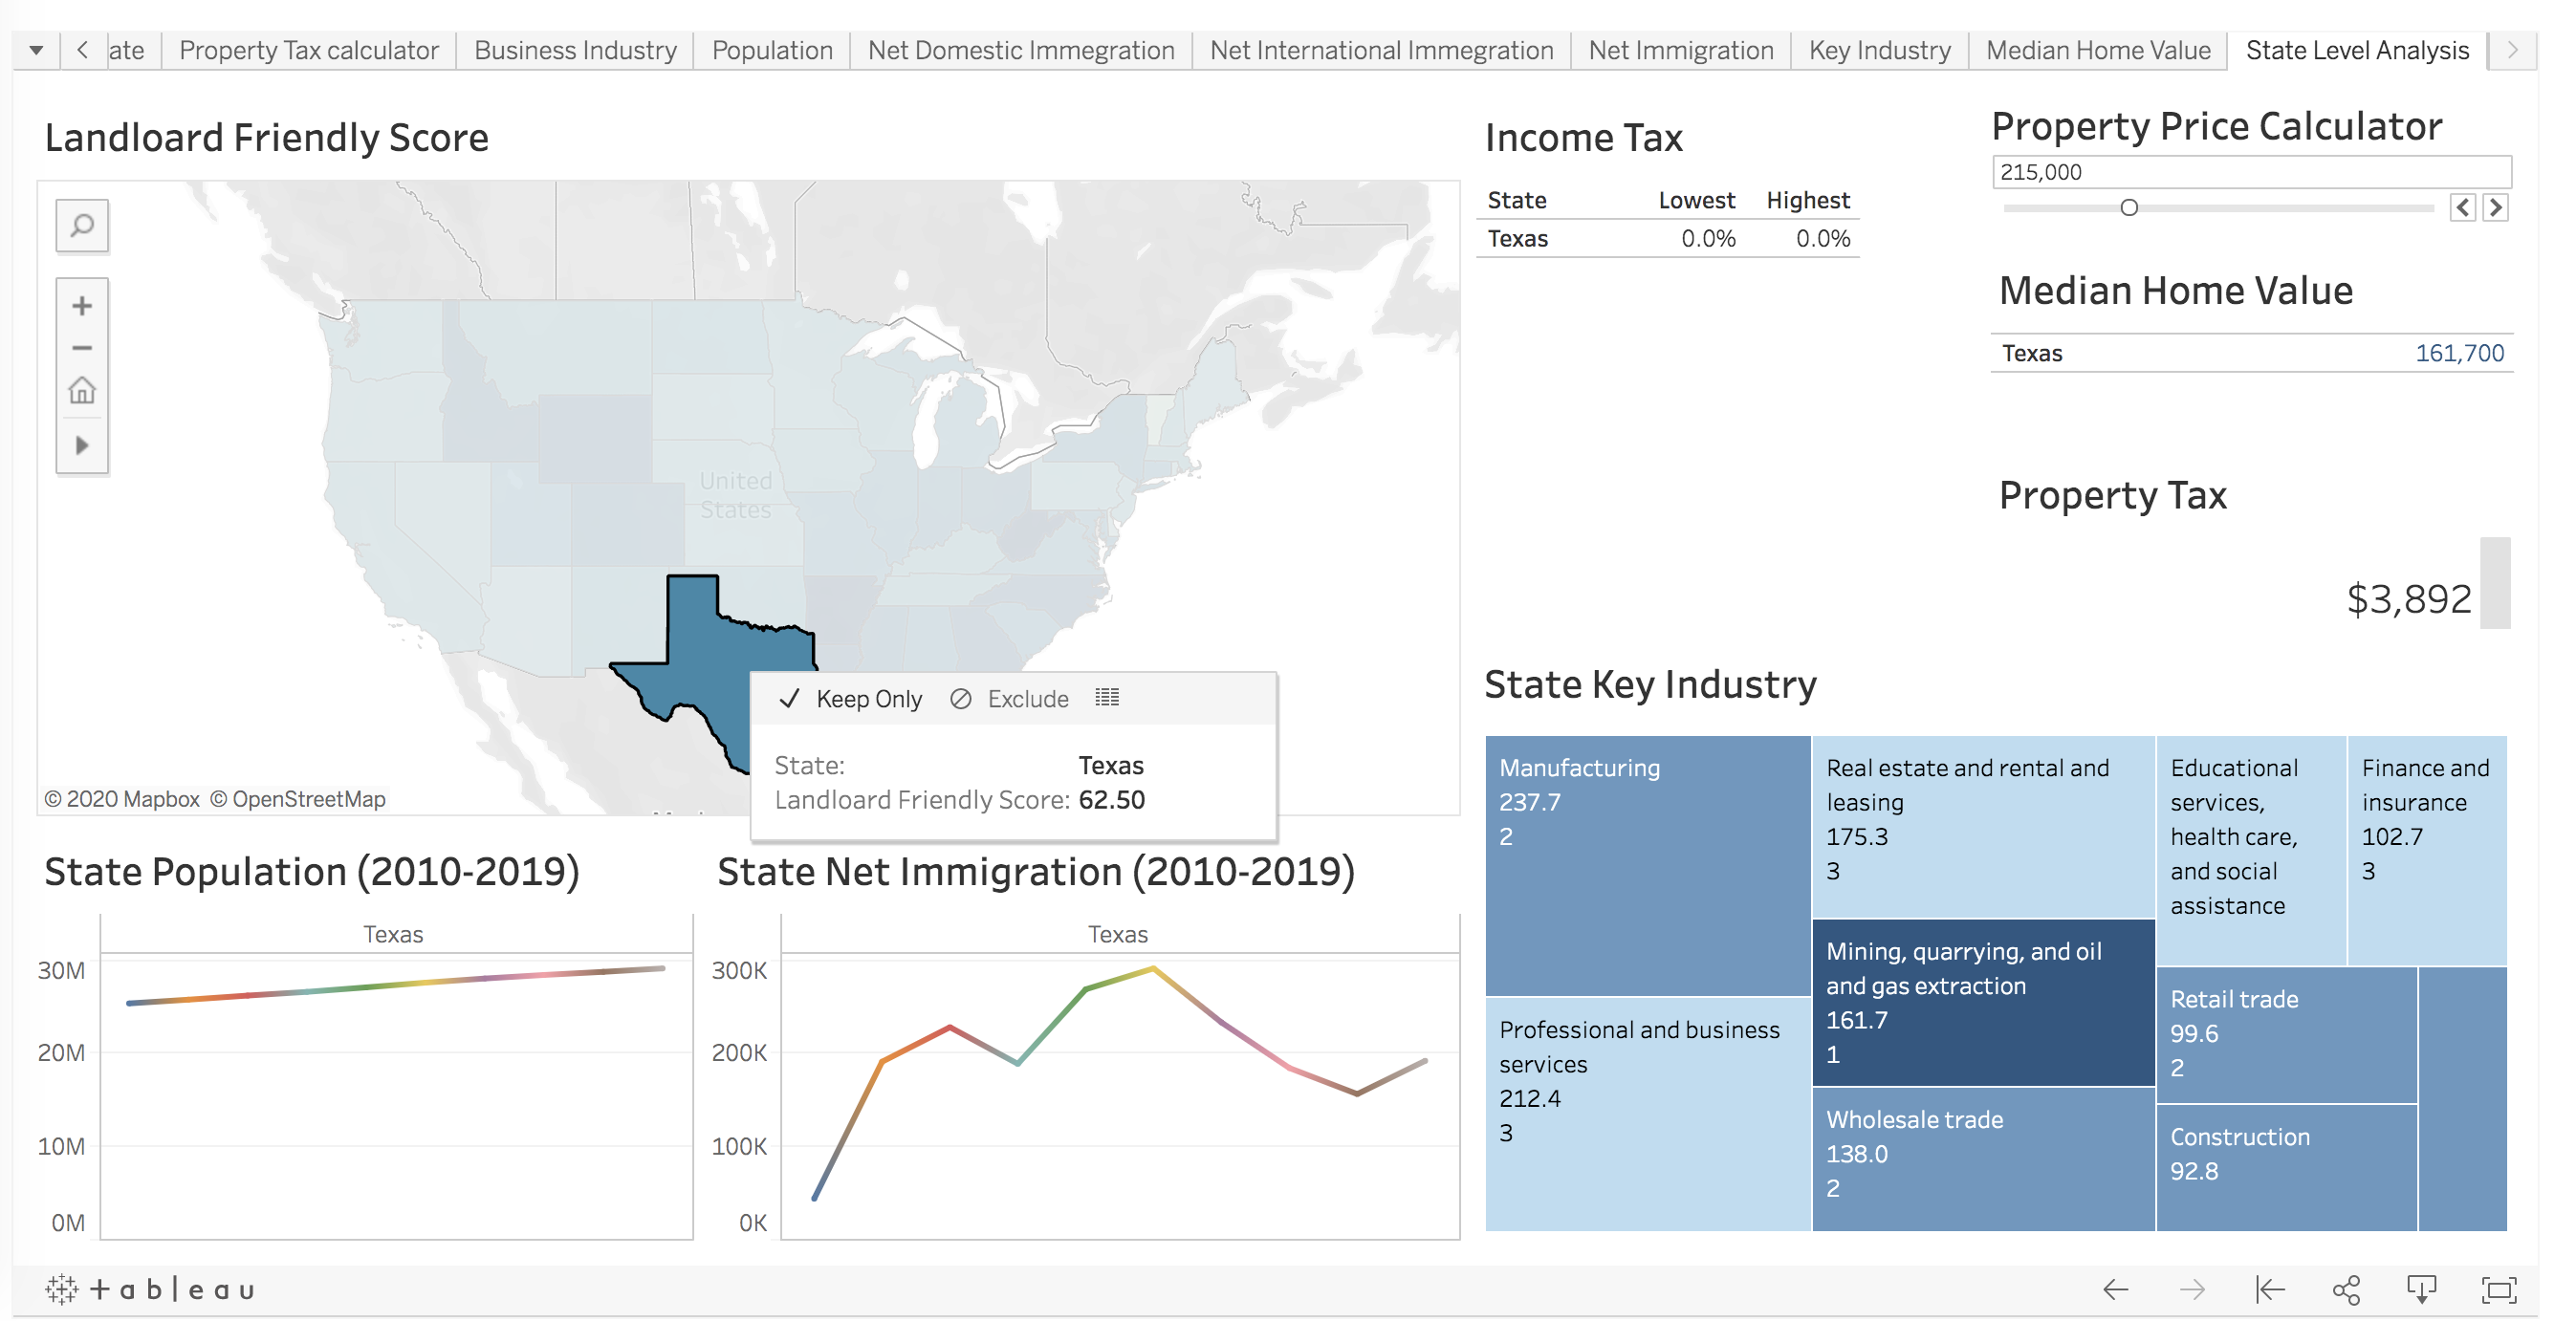 ate
Property Tax calculator
Business Industry
Population
Net Domestic Immegration
Net International Immegration
Net Immigration
Key Industry
Median Home Value
State Level Analysis
Landloard Friendly Score
United
States
© 2020 Mapbox © OpenStreetMap
Keep Only
Exclude
State: Texas
Landloard Friendly Score: 62.50
Income Tax
State Lowest Highest
Texas 0.0% 0.0%
Property Price Calculator
215,000
Median Home Value
Texas 161,700
Property Tax
$3,892
State Population (2010-2019)
Texas
30M
20M
10M
0M
State Net Immigration (2010-2019)
Texas
300K
200K
100K
0K
State Key Industry
Manufacturing
237.7
2
Professional and business
services
212.4
3
Real estate and rental and
leasing
175.3
3
Mining, quarrying, and oil
and gas extraction
161.7
1
Wholesale trade
138.0
2
Educational
services,
health care,
and social
assistance
Finance and
insurance
102.7
3
Retail trade
99.6
2
Construction
92.8
+ableau